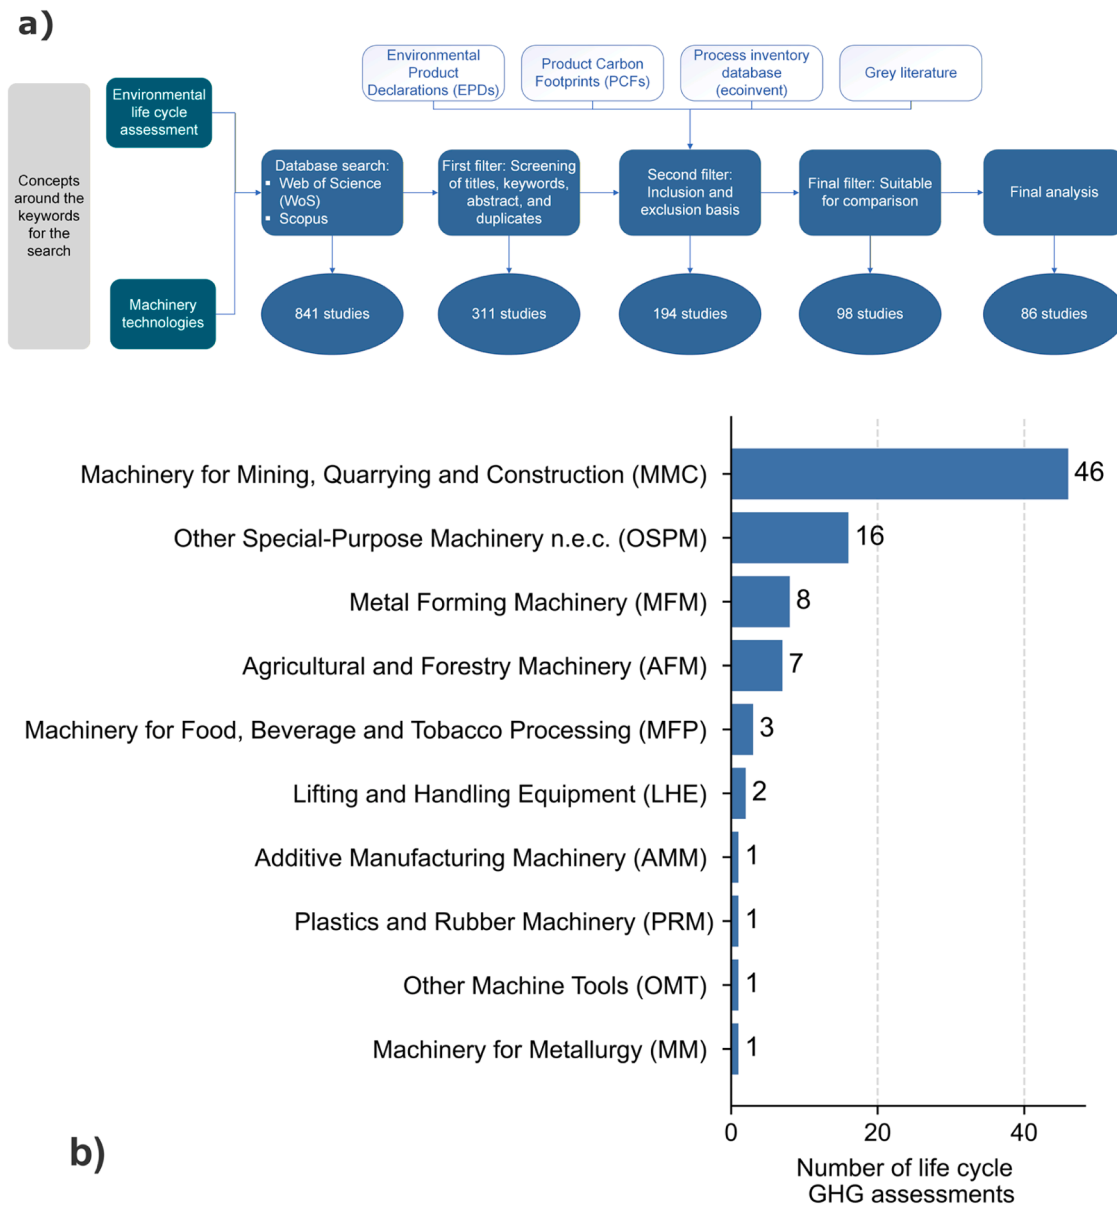 a)
Environmental
Product
Declarations (EPDs)
Product Carbon
Footprints (PCFs)
Process inventory
database
(ecoinvent)
Grey literature
Concepts
around the
keywords
for the
search
Environmental
life cycle
assessment
Machinery
technologies
Database search:
▪ Web of Science
(WoS)
▪ Scopus
First filter: Screening
of titles, keywords,
abstract, and
duplicates
Second filter:
Inclusion and
exclusion basis
Final filter: Suitable
for comparison
Final analysis
841 studies
311 studies
194 studies
98 studies
86 studies
Machinery for Mining, Quarrying and Construction (MMC) 46
Other Special-Purpose Machinery n.e.c. (OSPM) 16
Metal Forming Machinery (MFM) 8
Agricultural and Forestry Machinery (AFM) 7
Machinery for Food, Beverage and Tobacco Processing (MFP) 3
Lifting and Handling Equipment (LHE) 2
Additive Manufacturing Machinery (AMM) 1
Plastics and Rubber Machinery (PRM) 1
Other Machine Tools (OMT) 1
Machinery for Metallurgy (MM) 1
0 20 40
Number of life cycle
GHG assessments
b)